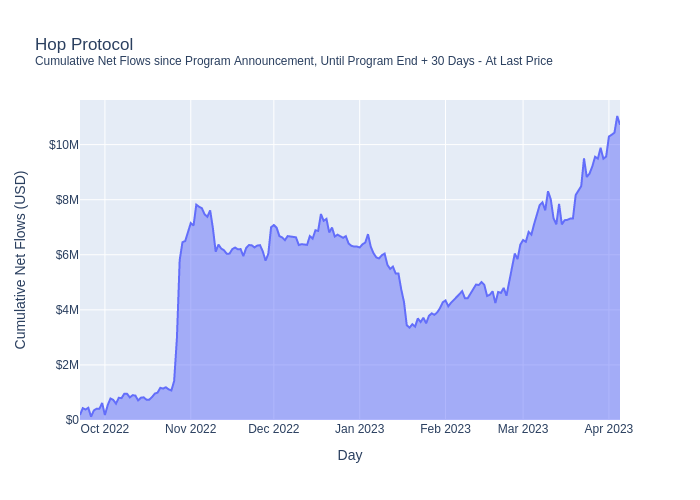 Hop Protocol
Cumulative Net Flows since Program Announcement, Until Program End + 30 Days - At Last Price
Cumulative Net Flows (USD)
$10M
$8M
$6M
$4M
$2M
$0
Oct 2022 Nov 2022 Dec 2022 Jan 2023 Feb 2023 Mar 2023 Apr 2023
Day